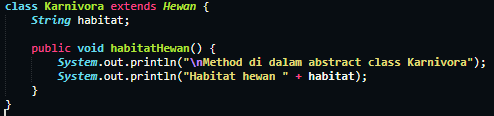 class Karnivora extends Hewan {
    String habitat;

    public void habitatHewan() {
        System.out.println("\nMethod di dalam abstract class Karnivora");
        System.out.println("Habitat hewan " + habitat);
    }
}